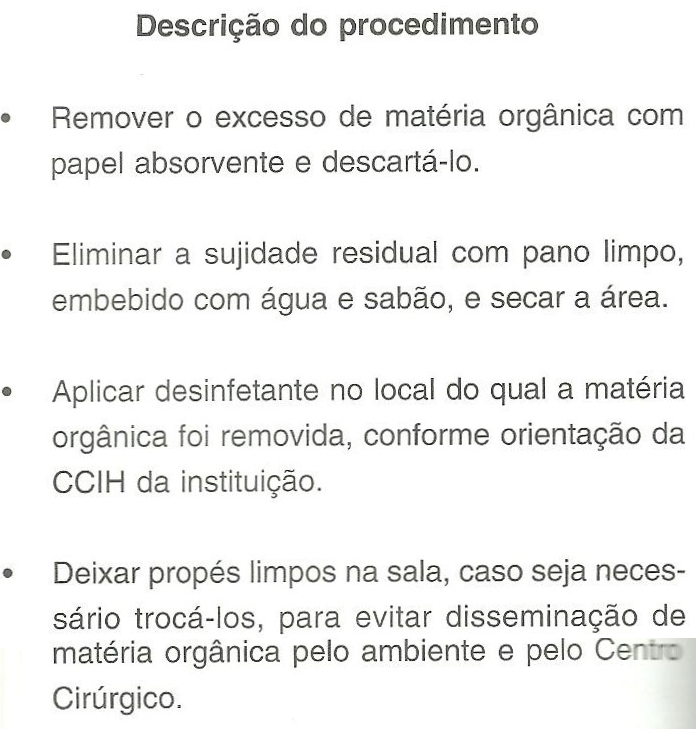 Descrição do procedimento
• Remover o excesso de matéria orgânica com
papel absorvente e descartá-lo.
• Eliminar a sujidade residual com pano limpo,
embebido com água e sabão, e secar a área.
• Aplicar desinfetante no local do qual a matéria
orgânica foi removida, conforme orientação da
CCIH da instituição.
• Deixar propés limpos na sala, caso seja neces-
sário trocá-los, para evitar disseminação de
matéria orgânica pelo ambiente e pelo Centro
Cirúrgico.